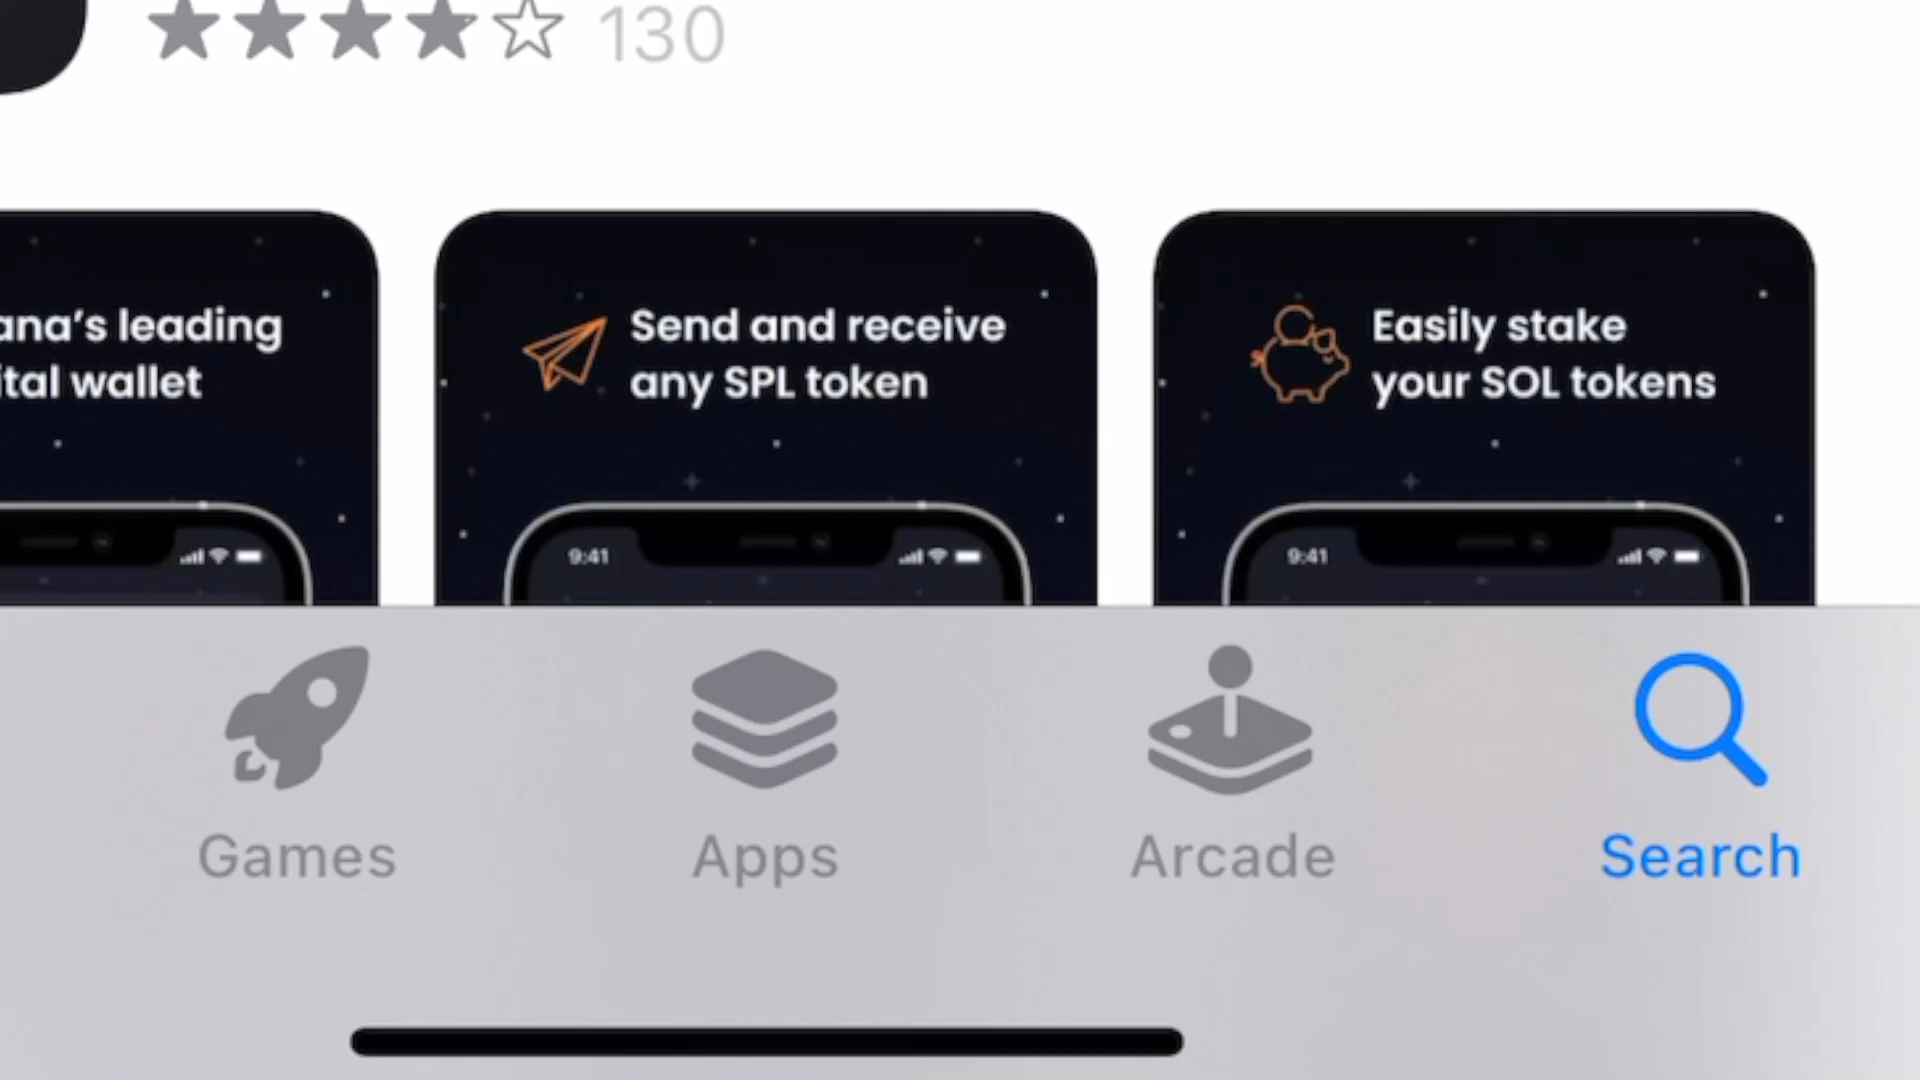 130
ana’s leading
ital wallet
Send and receive
any SPL token
Easily stake
your SOL tokens
9:41
9:41
Games
Apps
Arcade
Search